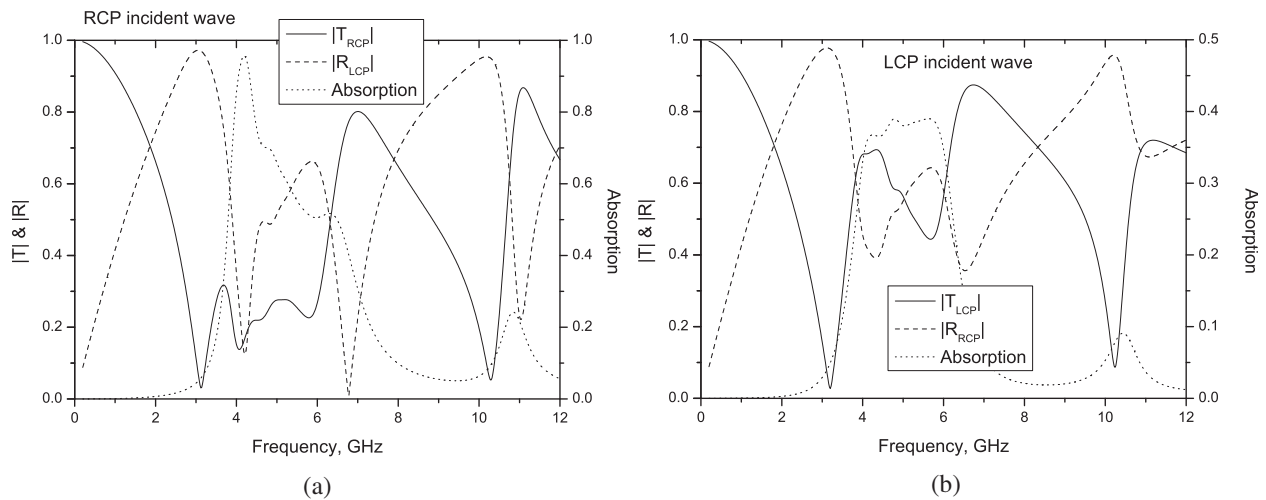 RCP incident wave
|T_RCP|
|R_LCP|
Absorption
1.0
0.8
0.6
0.4
0.2
0.0
|T| & |R|
1.0
0.8
0.6
0.4
0.2
0.0
Absorption
0 2 4 6 8 10 12
Frequency, GHz
(a)
LCP incident wave
|T_LCP|
|R_RCP|
Absorption
1.0
0.8
0.6
0.4
0.2
0.0
|T| & |R|
0.5
0.4
0.3
0.2
0.1
0.0
Absorption
0 2 4 6 8 10 12
Frequency, GHz
(b)